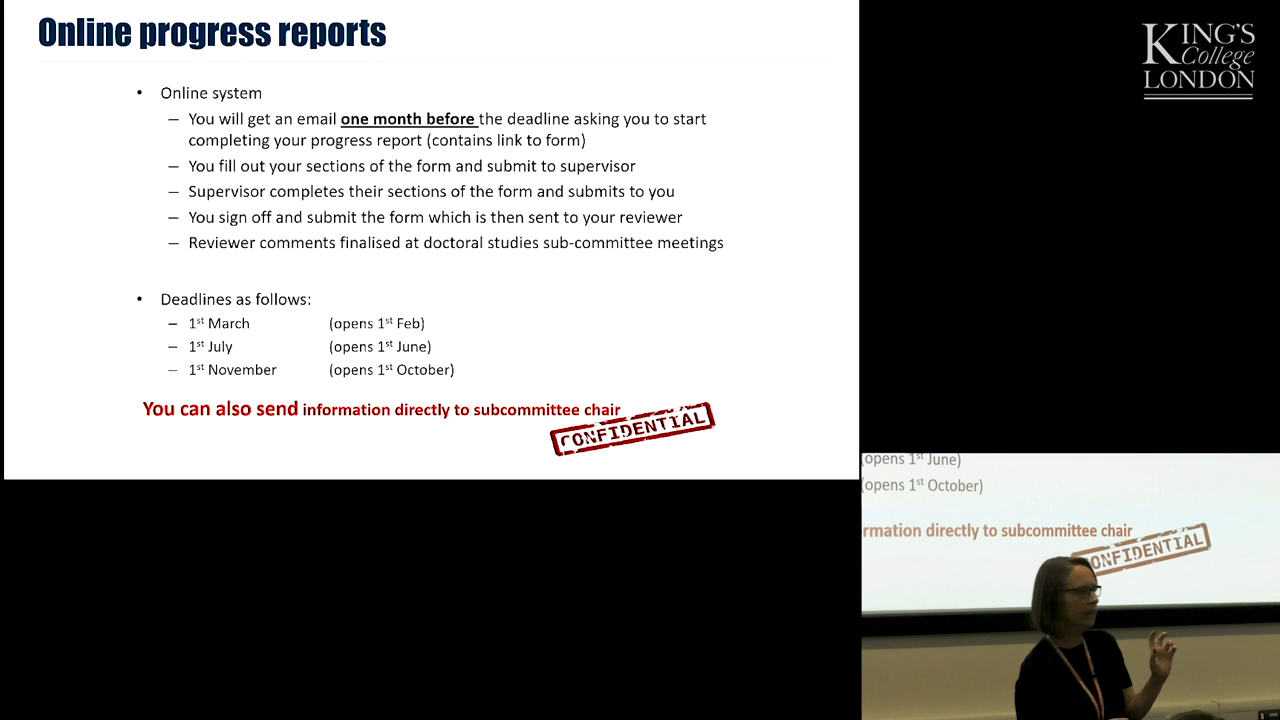 Online progress reports
• Online system
– You will get an email one month before the deadline asking you to start
completing your progress report (contains link to form)
– You fill out your sections of the form and submit to supervisor
– Supervisor completes their sections of the form and submits to you
– You sign off and submit the form which is then sent to your reviewer
– Reviewer comments finalised at doctoral studies sub-committee meetings
• Deadlines as follows:
– 1st March (opens 1st Feb)
– 1st July (opens 1st June)
– 1st November (opens 1st October)
You can also send information directly to subcommittee chair
CONFIDENTIAL
KING'S
College
LONDON
(opens 1st June)
(opens 1st October)
rmation directly to subcommittee chair
ONFIDENTIAL